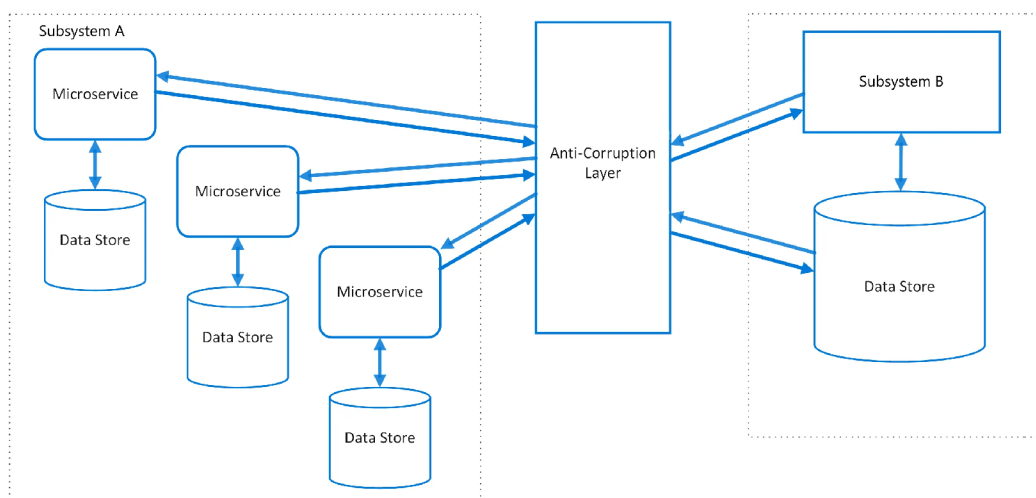 Subsystem A
Microservice
Data Store
Microservice
Data Store
Microservice
Data Store
Anti-Corruption
Layer
Subsystem B
Data Store